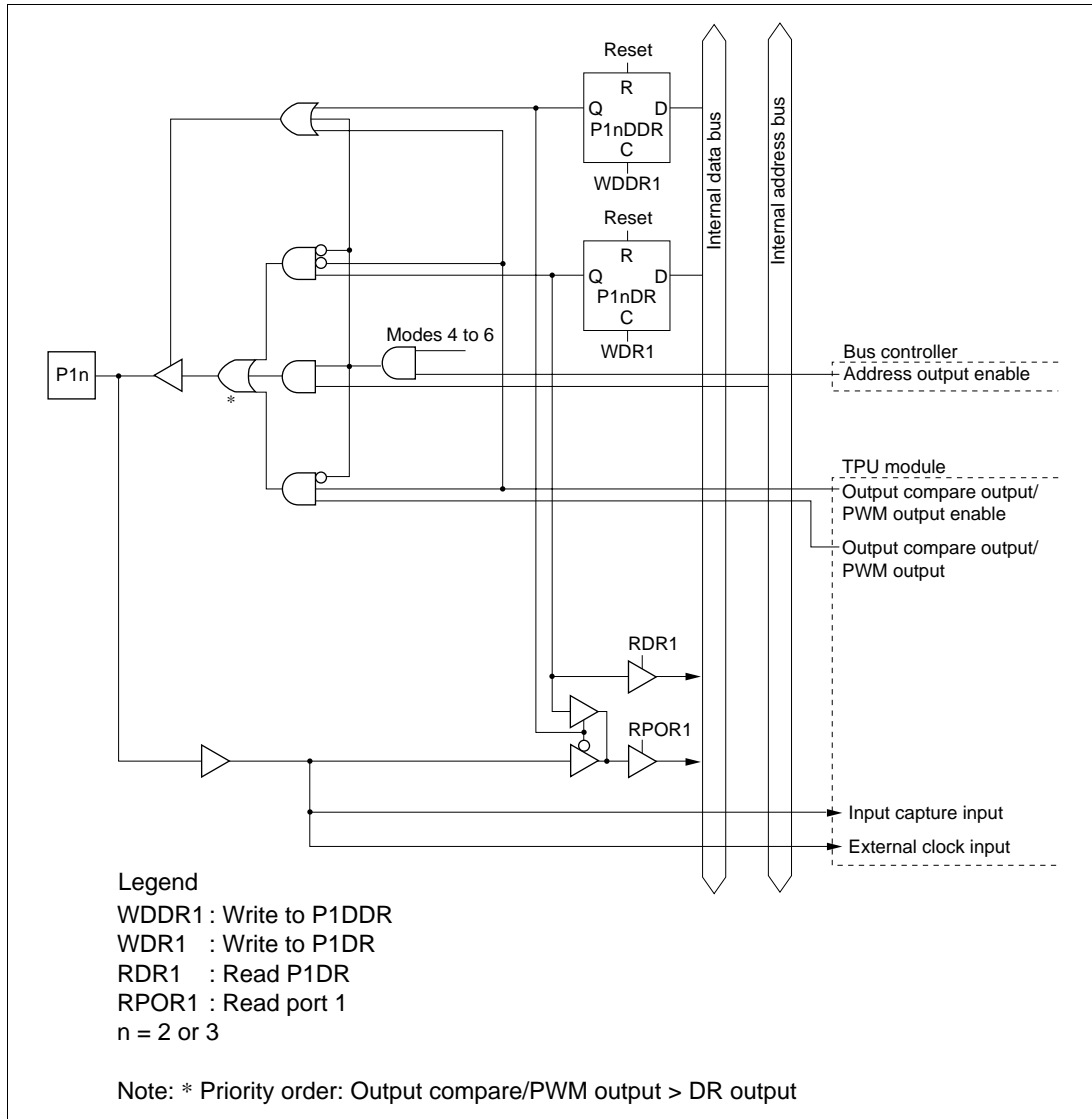 Reset
R
Q D
P1nDDR
C
WDDR1
Internal data bus
Internal address bus
Reset
R
Q D
P1nDR
C
WDR1
Modes 4 to 6
Bus controller
Address output enable
P1n
*
TPU module
Output compare output/
PWM output enable
Output compare output/
PWM output
RDR1
RPOR1
Input capture input
External clock input
Legend
WDDR1 : Write to P1DDR
WDR1 : Write to P1DR
RDR1 : Read P1DR
RPOR1 : Read port 1
n = 2 or 3
Note: * Priority order: Output compare/PWM output > DR output